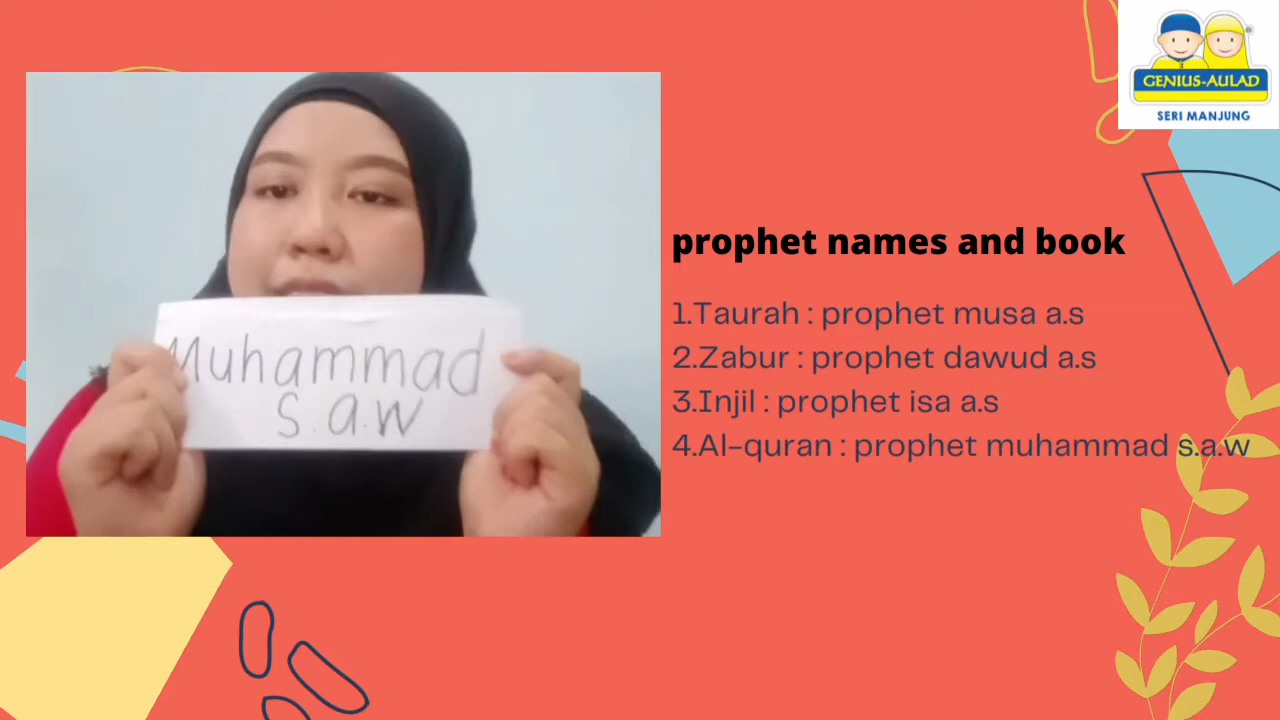 GENIUS-AULAD
SERI MANJUNG
Muhammad
s.a.w
prophet names and book
1.Taurah : prophet musa a.s
2.Zabur : prophet dawud a.s
3.Injil : prophet isa a.s
4.Al-quran : prophet muhammad s.a.w